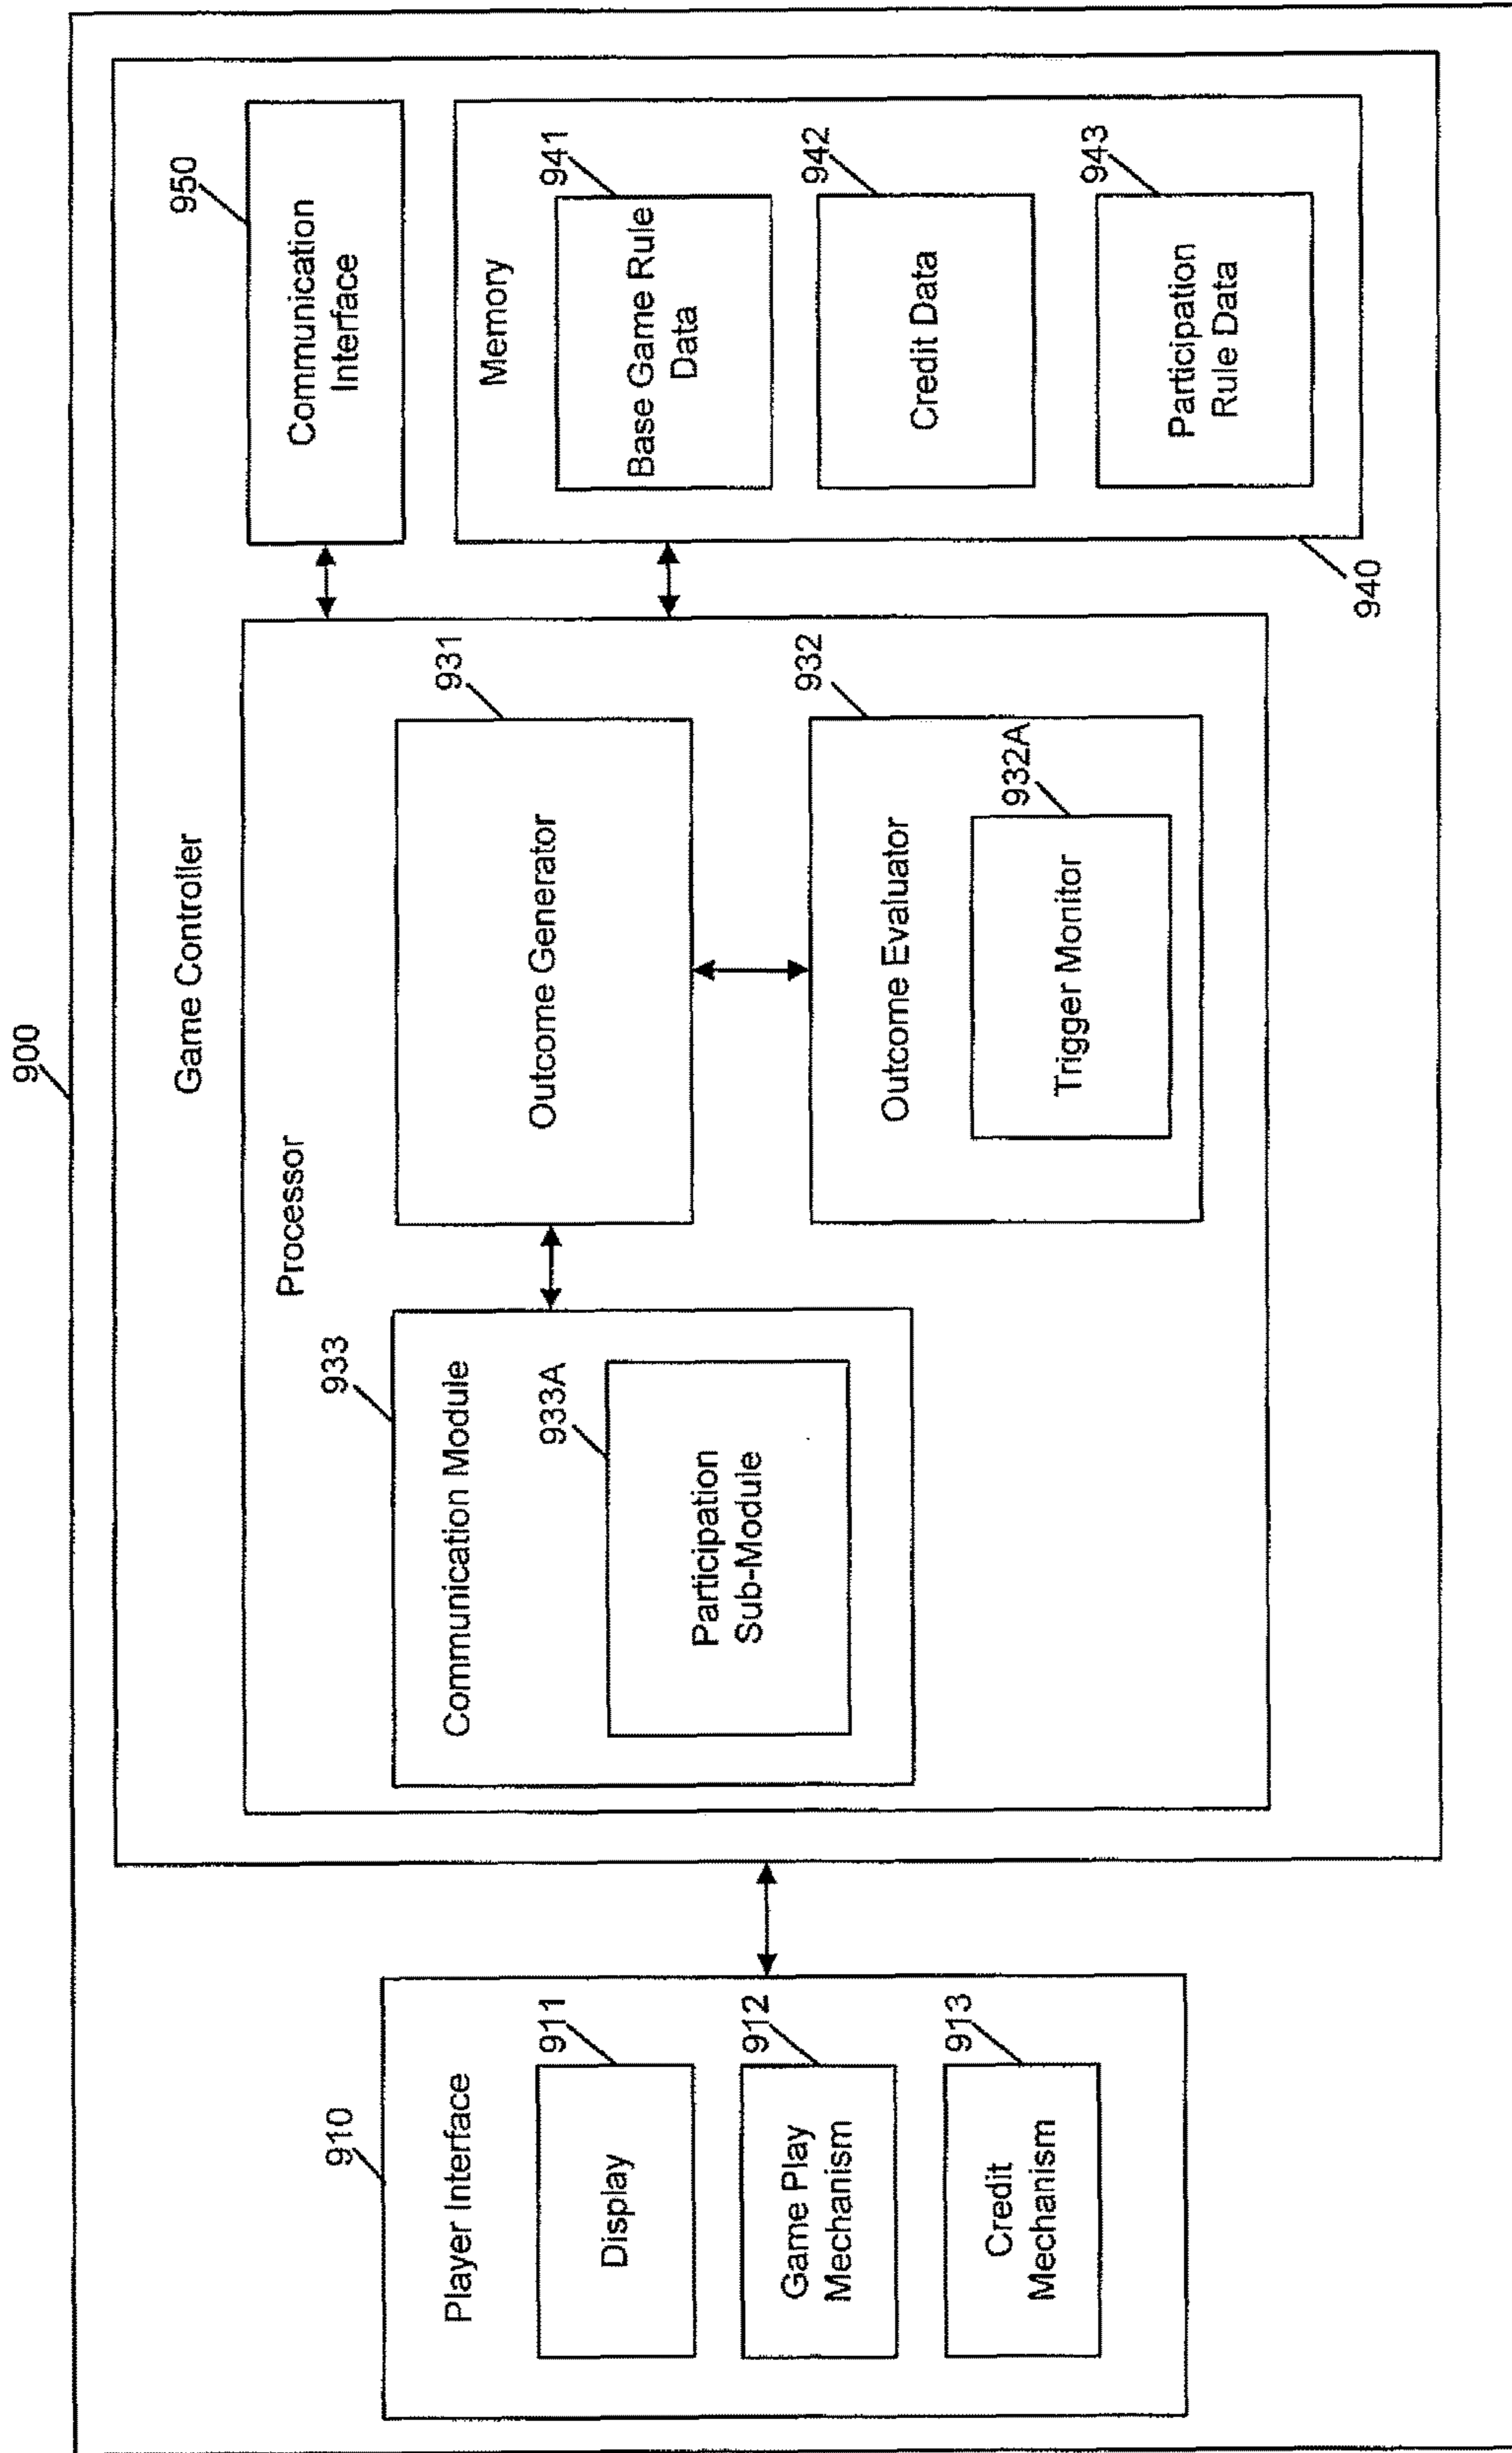 900
Game Controller
Processor
950
Communication
Interface
Memory
941
Base Game Rule
Data
942
Credit Data
943
Participation
Rule Data
940
931
Outcome Generator
932
Outcome Evaluator
932A
Trigger Monitor
933
Communication Module
933A
Participation
Sub-Module
910
Player Interface
911
Display
912
Game Play
Mechanism
913
Credit
Mechanism